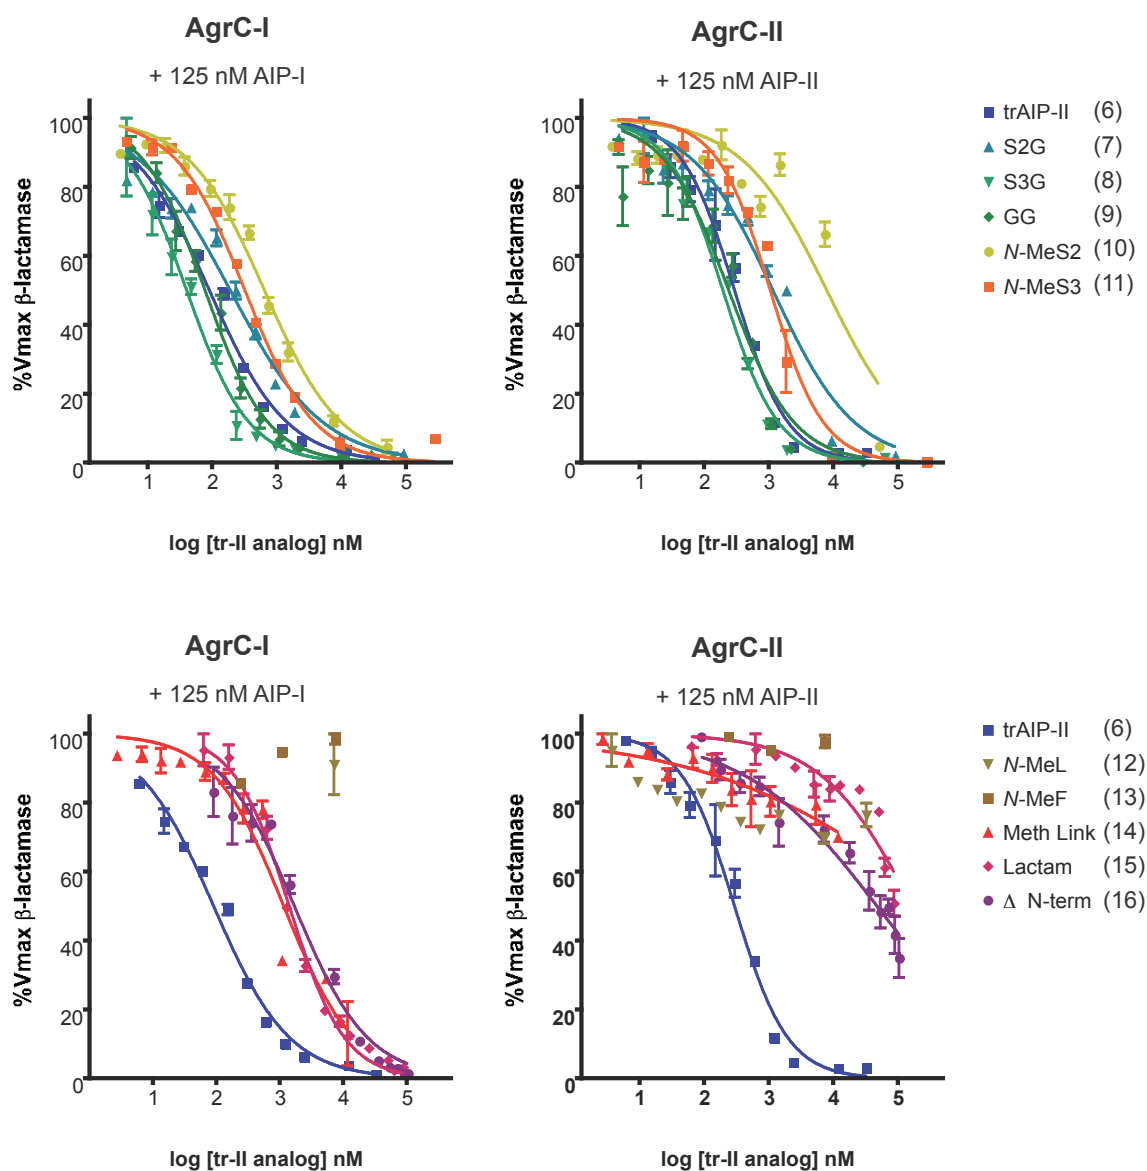 AgrC-I
+ 125 nM AIP-I
%Vmax β-lactamase
100
80
60
40
20
0
1 2 3 4 5
log [tr-II analog] nM
AgrC-II
+ 125 nM AIP-II
%Vmax β-lactamase
100
80
60
40
20
0
1 2 3 4 5
log [tr-II analog] nM
trAIP-II (6)
S2G (7)
S3G (8)
GG (9)
N-MeS2 (10)
N-MeS3 (11)
AgrC-I
+ 125 nM AIP-I
%Vmax β-lactamase
100
80
60
40
20
0
1 2 3 4 5
log [tr-II analog] nM
AgrC-II
+ 125 nM AIP-II
%Vmax β-lactamase
100
80
60
40
20
0
1 2 3 4 5
log [tr-II analog] nM
trAIP-II (6)
N-MeL (12)
N-MeF (13)
Meth Link (14)
Lactam (15)
Δ N-term (16)